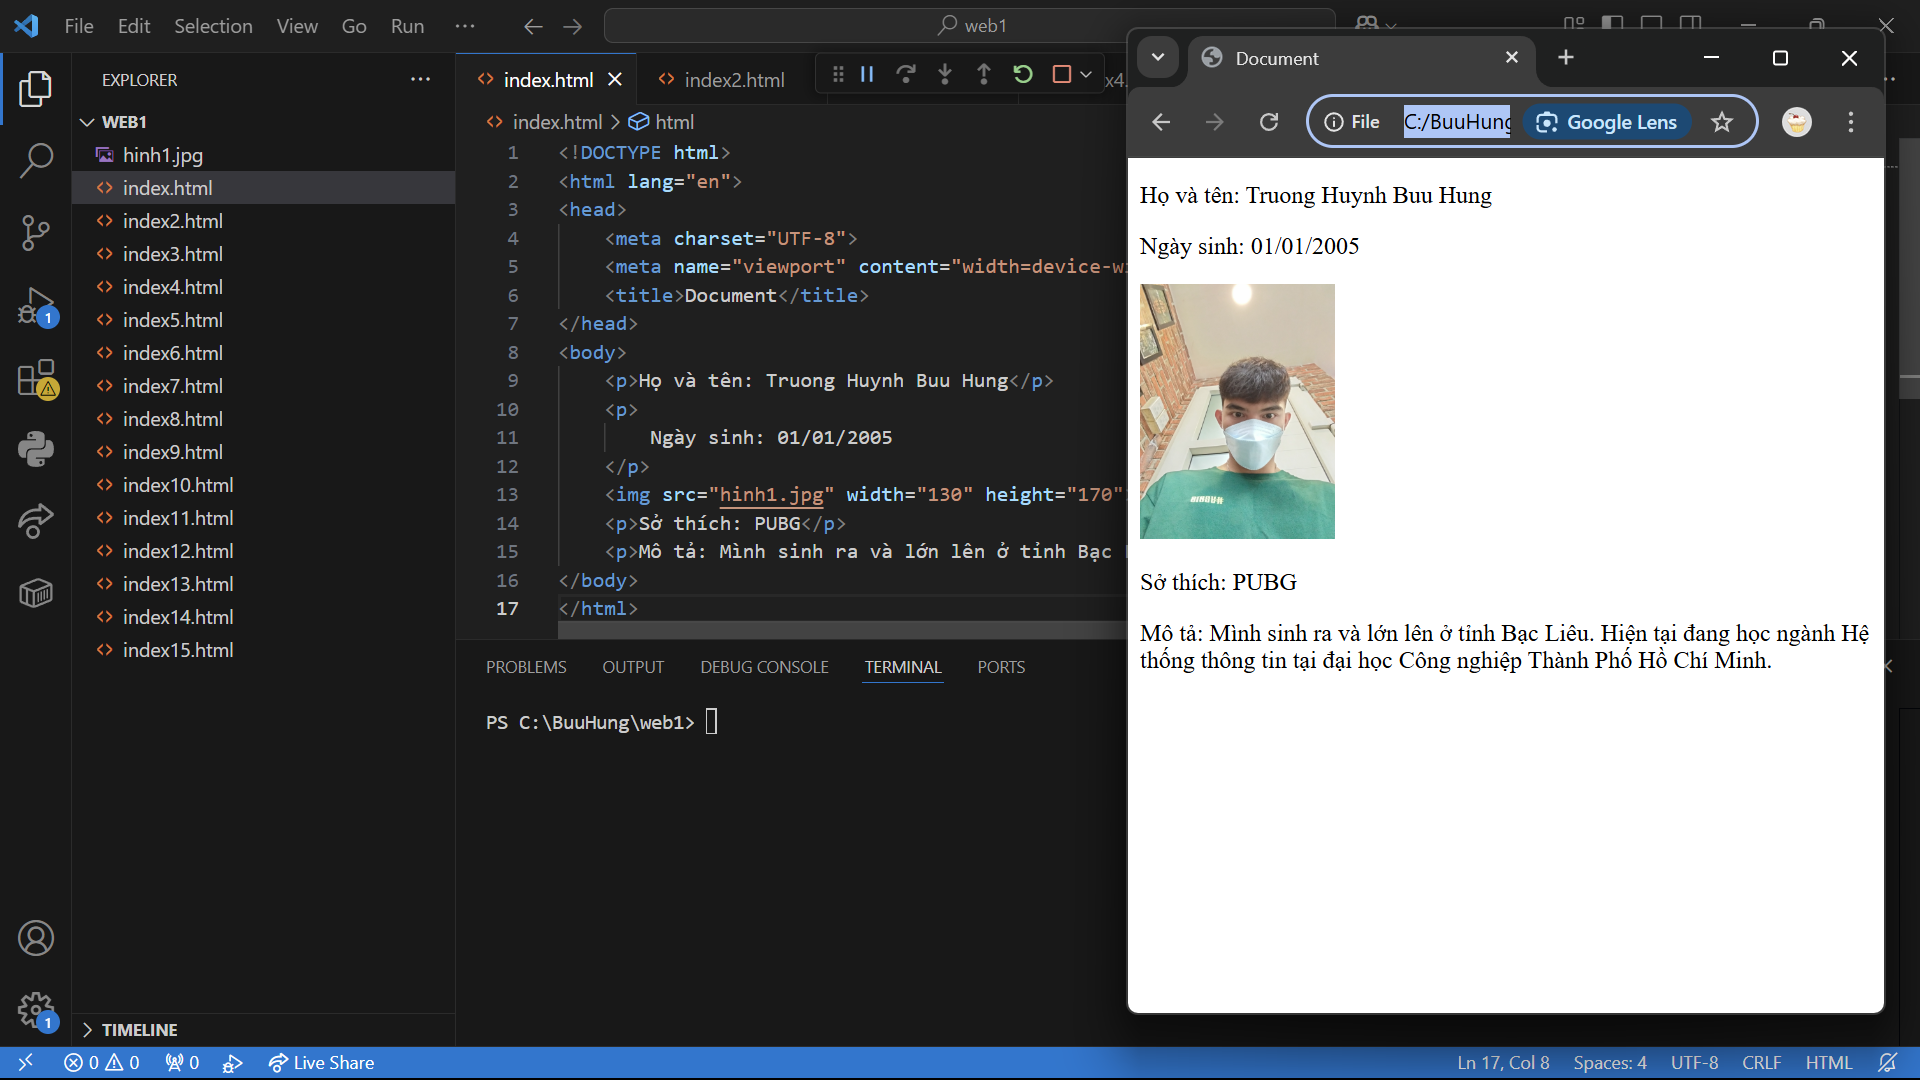 File Edit Selection View Go Run ···
web1
EXPLORER ···
WEB1
hinh1.jpg
index.html
index2.html
index3.html
index4.html
index5.html
index6.html
index7.html
index8.html
index9.html
index10.html
index11.html
index12.html
index13.html
index14.html
index15.html
TIMELINE
1
1
index.html
index2.html
x4.
index.html > html
1 <!DOCTYPE html>
2 <html lang="en">
3 <head>
4 <meta charset="UTF-8">
5 <meta name="viewport" content="width=device-wi
6 <title>Document</title>
7 </head>
8 <body>
9 <p>Họ và tên: Truong Huynh Buu Hung</p>
10 <p>
11 Ngày sinh: 01/01/2005
12 </p>
13 <img src="hinh1.jpg" width="130" height="170"
14 <p>Sở thích: PUBG</p>
15 <p>Mô tả: Mình sinh ra và lớn lên ở tỉnh Bạc
16 </body>
17 </html>
PROBLEMS OUTPUT DEBUG CONSOLE TERMINAL PORTS
PS C:\BuuHung\web1>
Document
File C:/BuuHung Google Lens
Họ và tên: Truong Huynh Buu Hung
Ngày sinh: 01/01/2005
Sở thích: PUBG
Mô tả: Mình sinh ra và lớn lên ở tỉnh Bạc Liêu. Hiện tại đang học ngành Hệ
thống thông tin tại đại học Công nghiệp Thành Phố Hồ Chí Minh.
0 0 0 Live Share
Ln 17, Col 8 Spaces: 4 UTF-8 CRLF HTML